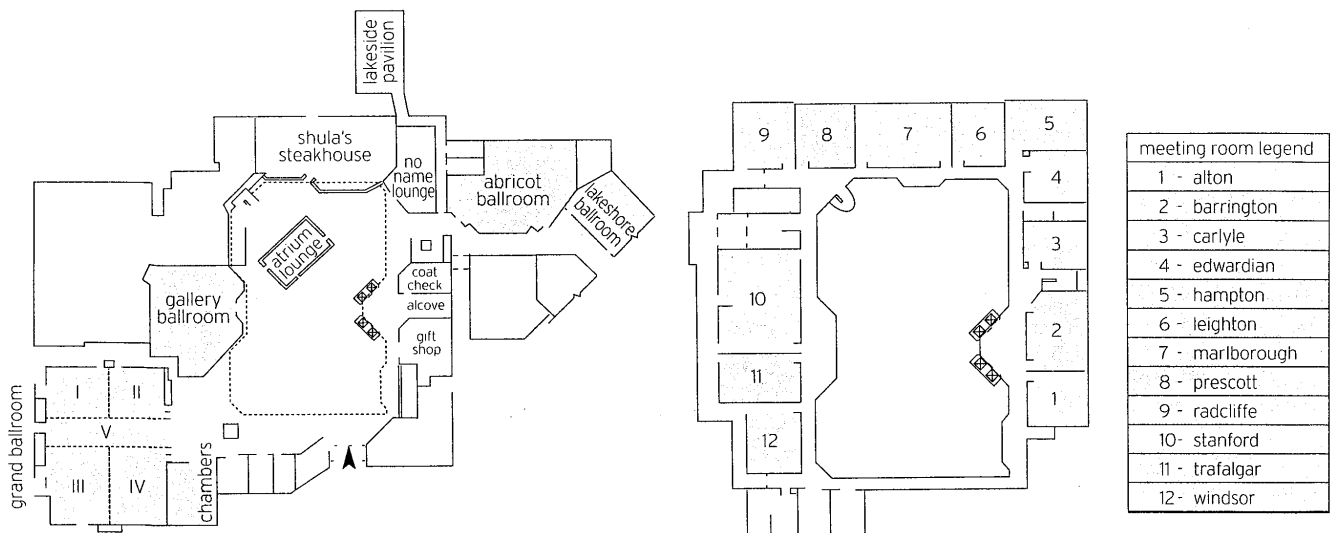 lakeside
pavilion
shula's
steakhouse
no
name
lounge
abricot
ballroom
lakeshore
ballroom
atrium
lounge
coat
check
alcove
gift
shop
gallery
ballroom
I
II
V
III
IV
grand ballroom
chambers
9
8
7
6
5
4
3
10
2
11
1
12
meeting room legend
1 - alton
2 - barrington
3 - carlyle
4 - edwardian
5 - hampton
6 - leighton
7 - marlborough
8 - prescott
9 - radcliffe
10- stanford
11 - trafalgar
12- windsor